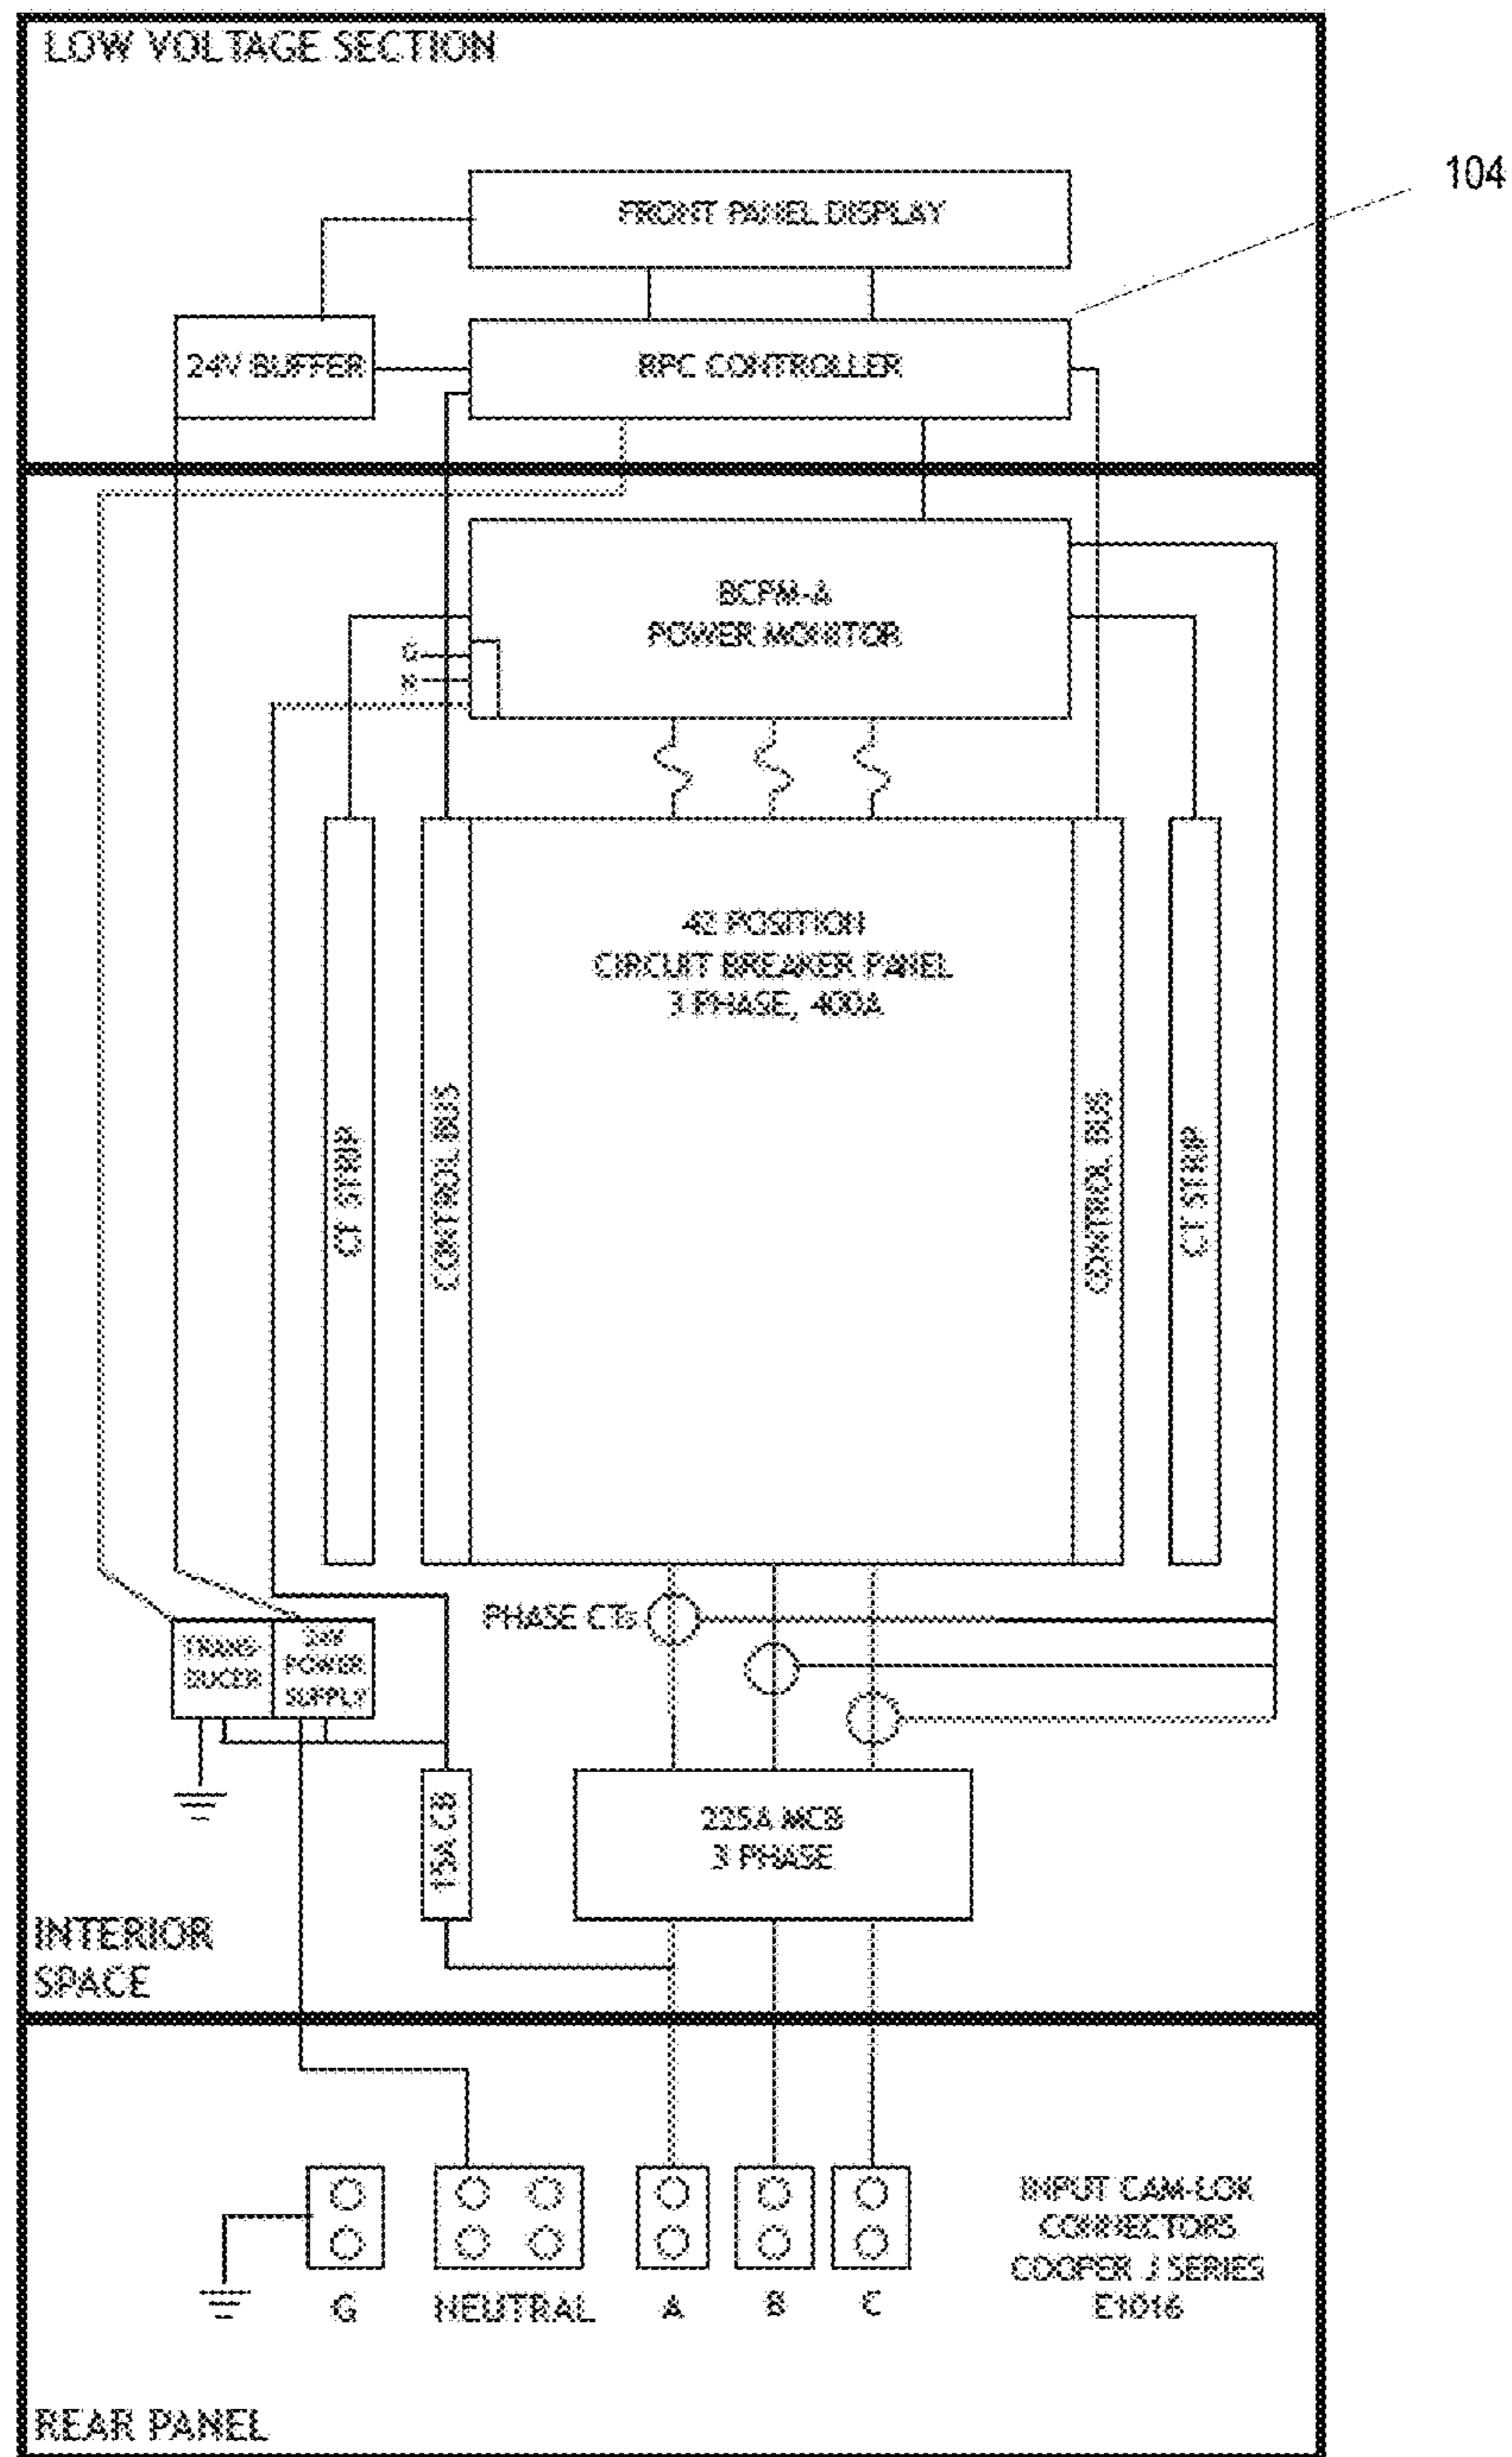 LOW VOLTAGE SECTION
104
FRONT PANEL DISPLAY
24V BUFFER
RPC CONTROLLER
BCPM-A
POWER MONITOR
G
N
42 POSITION
CIRCUIT BREAKER PANEL
3 PHASE, 400A
CT STRIP
CONTROL BUS
CONTROL BUS
CT STRIP
PHASE CTs
TRANS-
DUCER
24V
POWER
SUPPLY
15A CB
225A MCB
3 PHASE
INTERIOR
SPACE
INPUT CAM-LOK
CONNECTORS
COOPER J SERIES
E1016
G
NEUTRAL
A
B
C
REAR PANEL